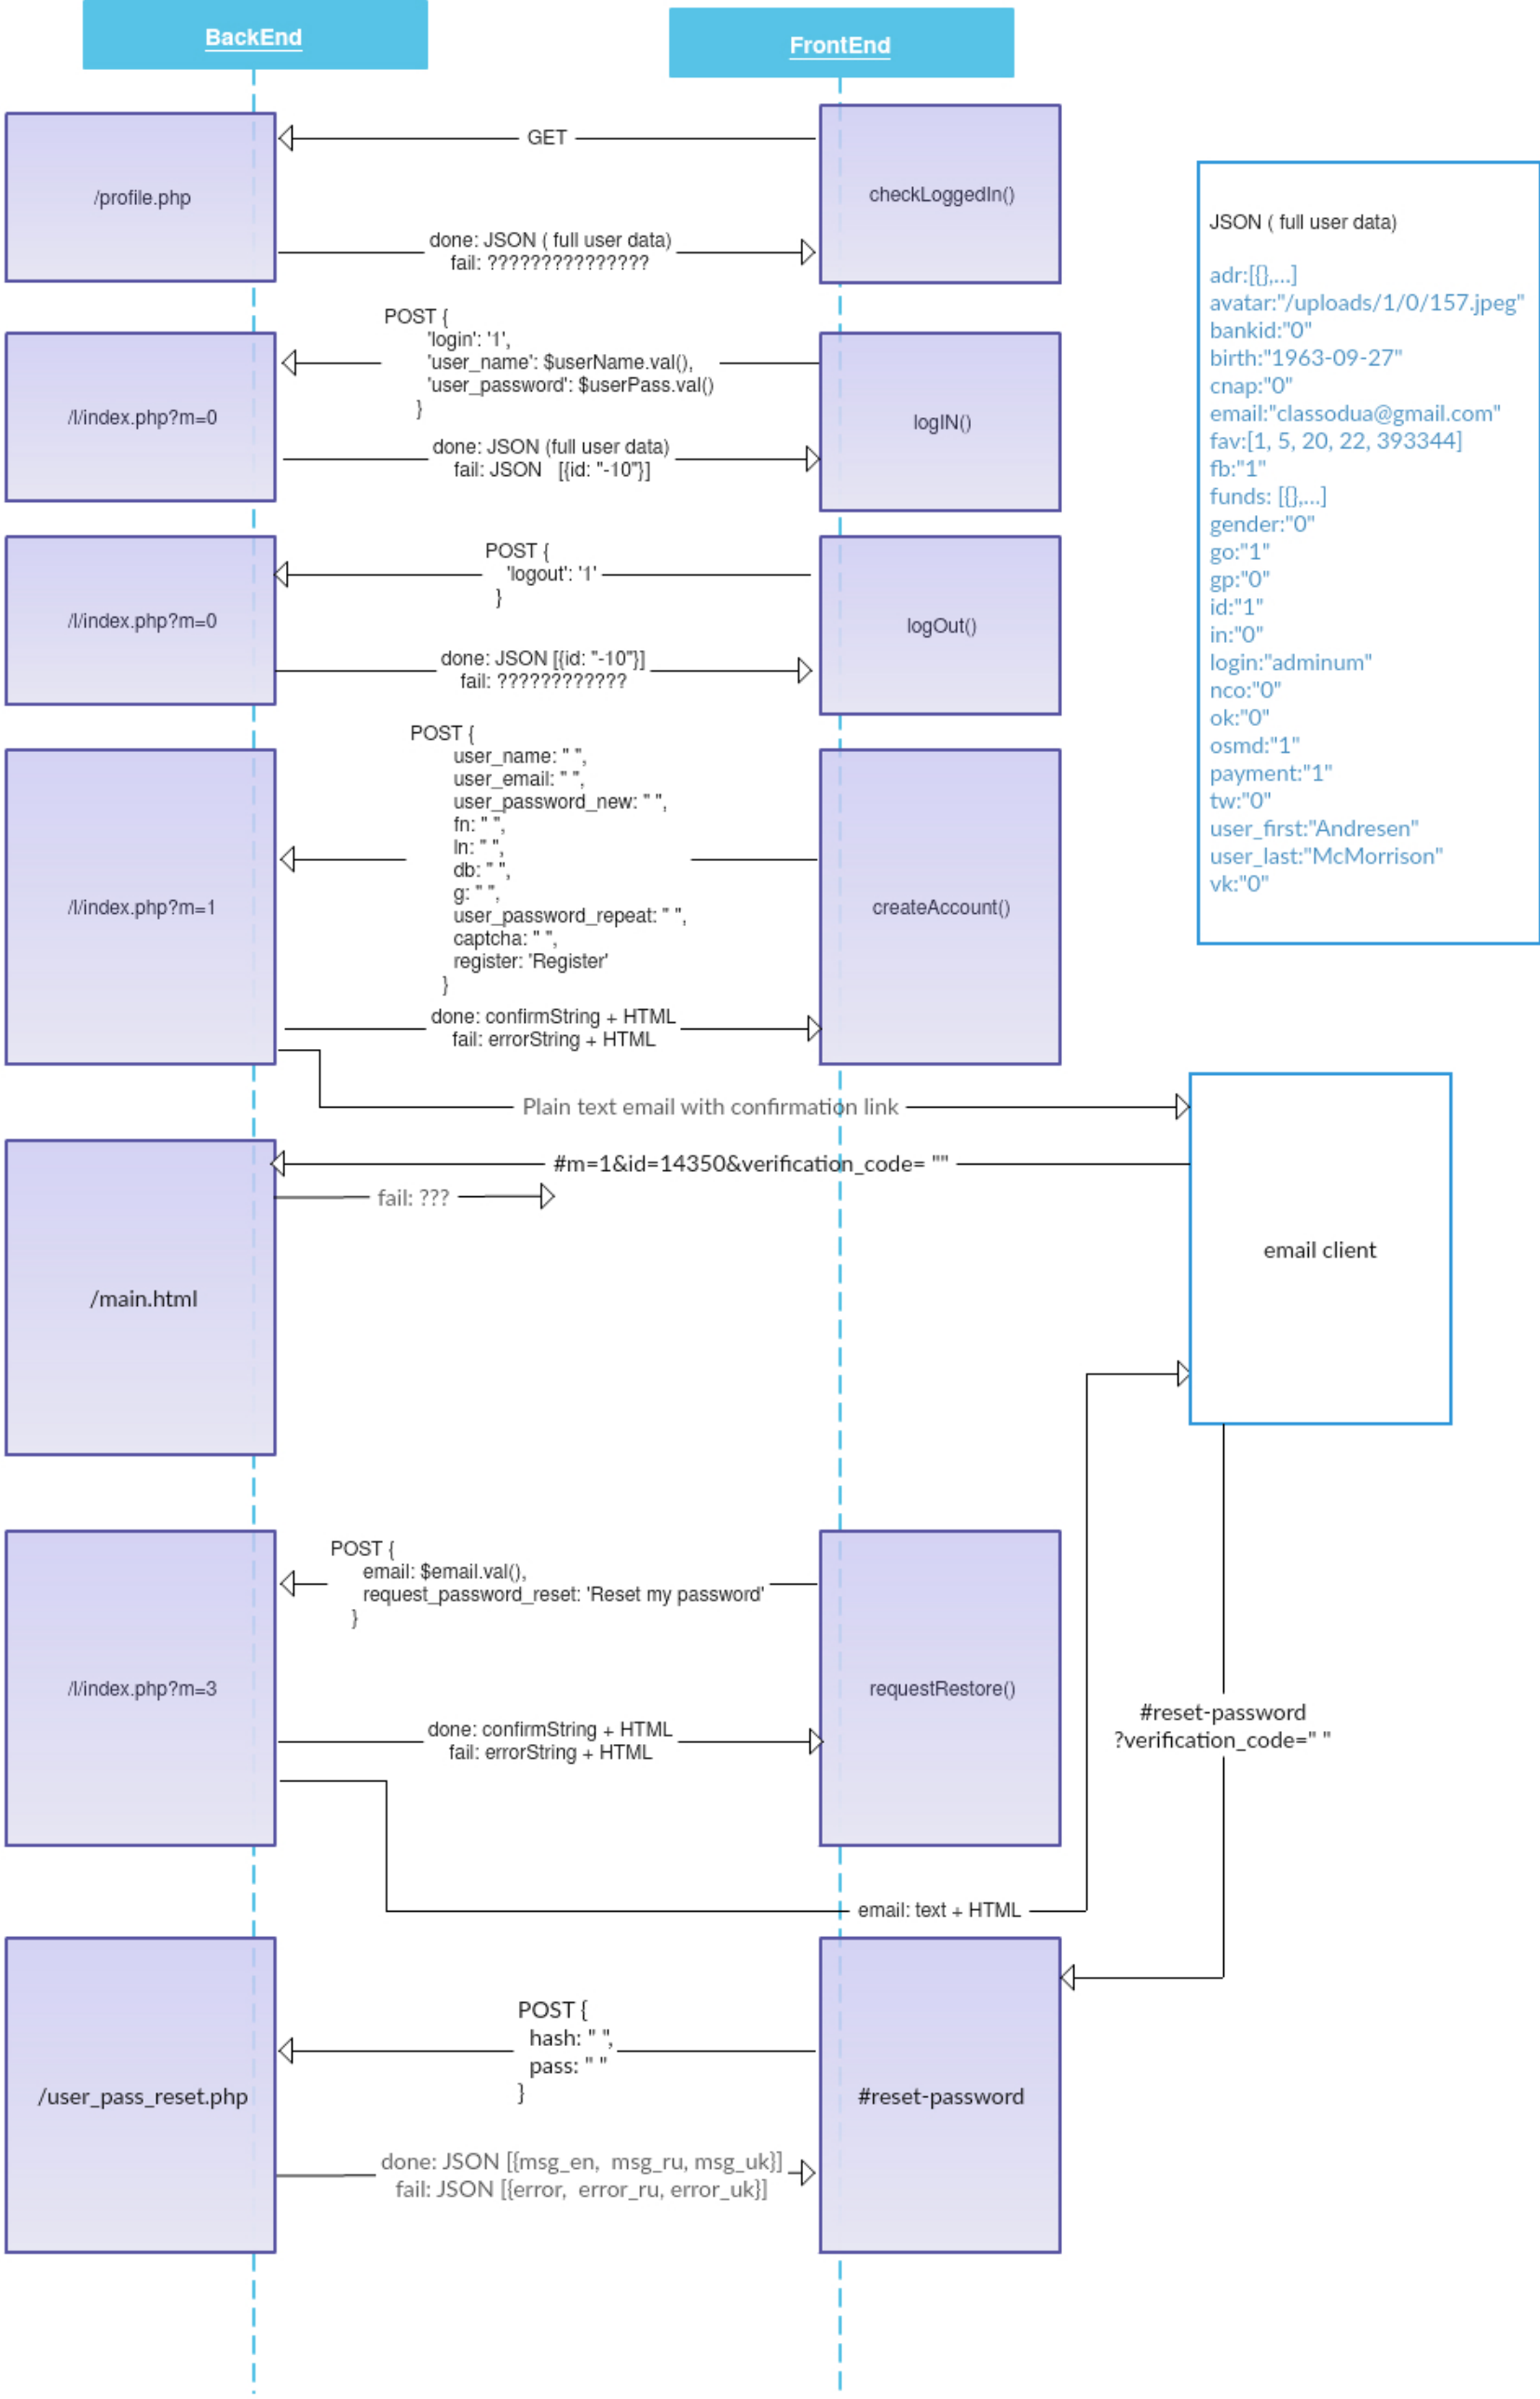 BackEnd
FrontEnd
/profile.php
GET
checkLoggedIn()
done: JSON ( full user data)
fail: ???????????????
JSON ( full user data)
adr:[{},...]
avatar:"/uploads/1/0/157.jpeg"
bankid:"0"
birth:"1963-09-27"
cnap:"0"
email:"classodua@gmail.com"
fav:[1, 5, 20, 22, 393344]
fb:"1"
funds: [{},...]
gender:"0"
go:"1"
gp:"0"
id:"1"
in:"0"
login:"adminum"
nco:"0"
ok:"0"
osmd:"1"
payment:"1"
tw:"0"
user_first:"Andresen"
user_last:"McMorrison"
vk:"0"
/l/index.php?m=0
POST {
'login': '1',
'user_name': $userName.val(),
'user_password': $userPass.val()
}
logIN()
done: JSON (full user data)
fail: JSON [{id: "-10"}]
/l/index.php?m=0
POST {
'logout': '1'
}
logOut()
done: JSON [{id: "-10"}]
fail: ????????????
/l/index.php?m=1
POST {
user_name: " ",
user_email: " ",
user_password_new: " ",
fn: " ",
ln: " ",
db: " ",
g: " ",
user_password_repeat: " ",
captcha: " ",
register: 'Register'
}
createAccount()
done: confirmString + HTML
fail: errorString + HTML
Plain text email with confirmation link
#m=1&id=14350&verification_code= ""
fail: ???
/main.html
email client
/l/index.php?m=3
POST {
email: $email.val(),
request_password_reset: 'Reset my password'
}
requestRestore()
done: confirmString + HTML
fail: errorString + HTML
#reset-password
?verification_code=" "
email: text + HTML
/user_pass_reset.php
POST {
hash: " ",
pass: " "
}
#reset-password
done: JSON [{msg_en, msg_ru, msg_uk}]
fail: JSON [{error, error_ru, error_uk}]